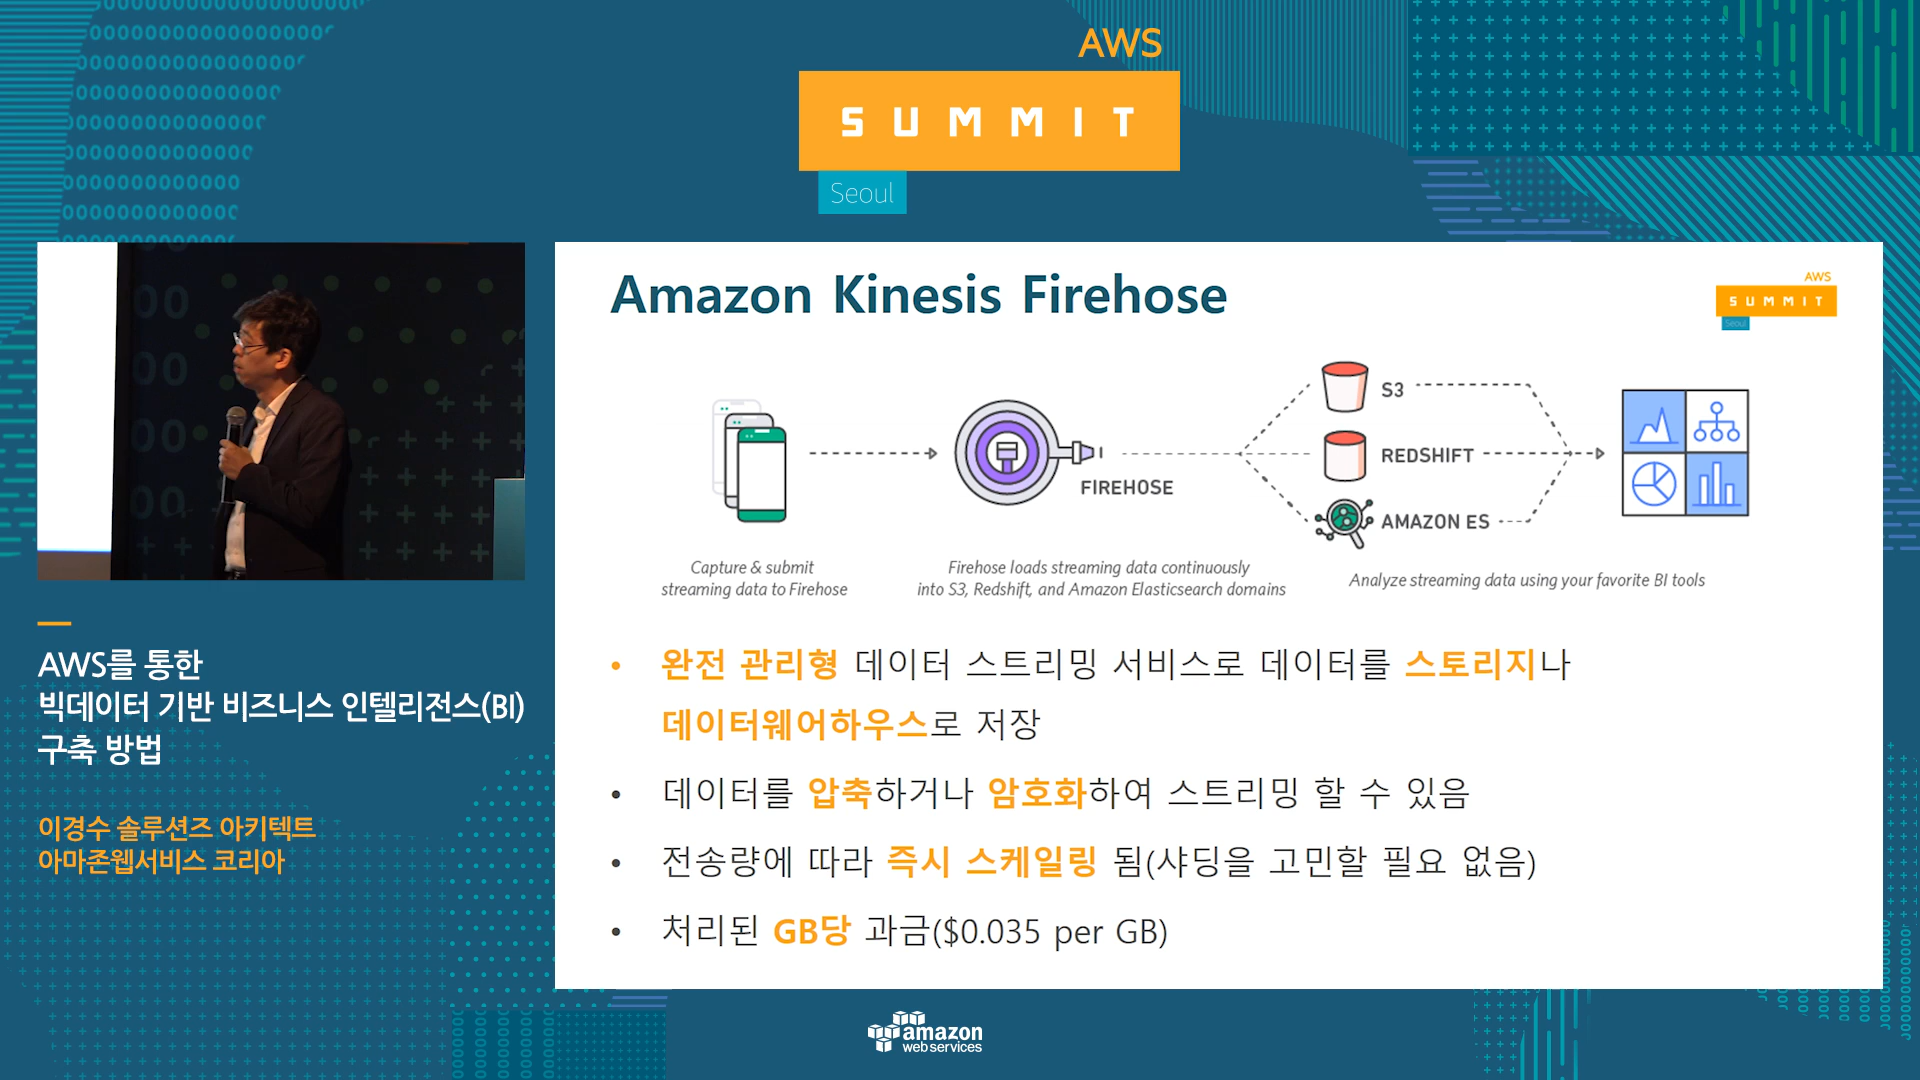 AWS
SUMMIT
Seoul
Amazon Kinesis Firehose
AWS
SUMMIT
Seoul
S3
REDSHIFT
AMAZON ES
FIREHOSE
Capture & submit
streaming data to Firehose
Firehose loads streaming data continuously
into S3, Redshift, and Amazon Elasticsearch domains
Analyze streaming data using your favorite BI tools
• 완전 관리형 데이터 스트리밍 서비스로 데이터를 스토리지나
데이터웨어하우스로 저장
• 데이터를 압축하거나 암호화하여 스트리밍 할 수 있음
• 전송량에 따라 즉시 스케일링 됨(샤딩을 고민할 필요 없음)
• 처리된 GB당 과금($0.035 per GB)
AWS를 통한
빅데이터 기반 비즈니스 인텔리전스(BI)
구축 방법
이경수 솔루션즈 아키텍트
아마존웹서비스 코리아
amazon
web services